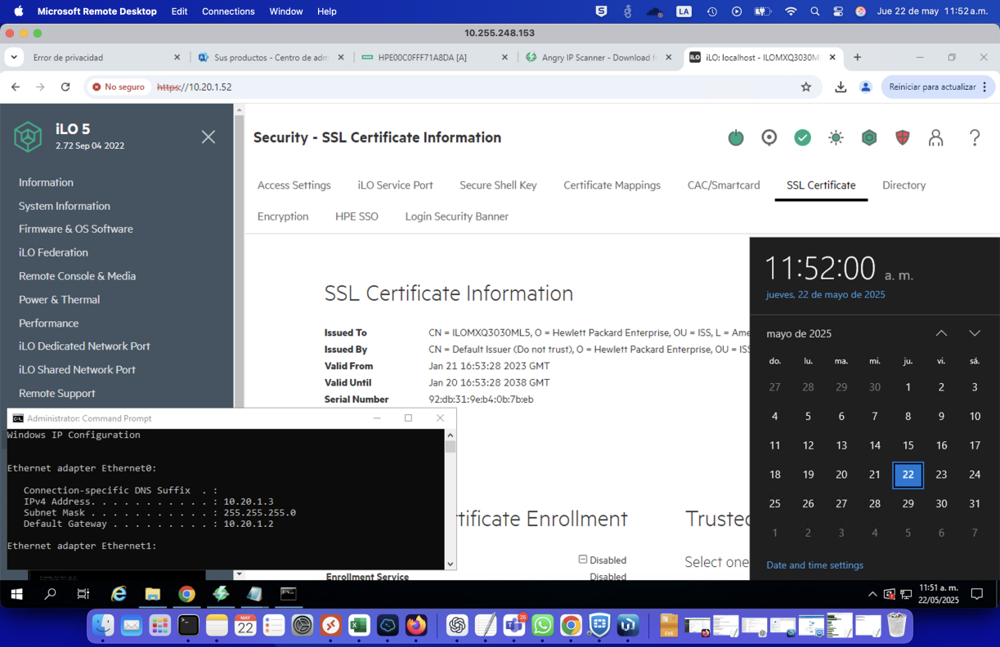 Microsoft Remote Desktop Edit Connections Window Help
LA
Jue 22 de may 11:52 a.m.
10.255.248.153
Error de privacidad
Sus productos - Centro de adm
HPE00C0FFF71A8DA [A]
Angry IP Scanner - Download f
iLO
iLO: localhost - ILOMXQ3030M
No seguro
https://10.20.1.52
Reiniciar para actualizar
iLO 5
2.72 Sep 04 2022
Information
System Information
Firmware & OS Software
iLO Federation
Remote Console & Media
Power & Thermal
Performance
iLO Dedicated Network Port
iLO Shared Network Port
Remote Support
Security - SSL Certificate Information
Access Settings iLO Service Port Secure Shell Key Certificate Mappings CAC/Smartcard SSL Certificate Directory
Encryption HPE SSO Login Security Banner
SSL Certificate Information
Issued To CN = ILOMXQ3030ML5, O = Hewlett Packard Enterprise, OU = ISS, L = Ame
Issued By CN = Default Issuer (Do not trust), O = Hewlett Packard Enterprise, OU = ISS
Valid From Jan 21 16:53:28 2023 GMT
Valid Until Jan 20 16:53:28 2038 GMT
Serial Number 92:db:31:9e:b4:0b:7b:eb
tificate Enrollment
Trusted
Disabled
Select one
Enrollment Service Disabled
Administrator: Command Prompt
Windows IP Configuration
Ethernet adapter Ethernet0:
Connection-specific DNS Suffix . :
IPv4 Address. . . . . . . . . . . : 10.20.1.3
Subnet Mask . . . . . . . . . . . : 255.255.255.0
Default Gateway . . . . . . . . . : 10.20.1.2
Ethernet adapter Ethernet1:
11:52:00 a. m.
jueves, 22 de mayo de 2025
mayo de 2025
do. lu. ma. mi. ju. vi. sá.
27 28 29 30 1 2 3
4 5 6 7 8 9 10
11 12 13 14 15 16 17
18 19 20 21 22 23 24
25 26 27 28 29 30 31
1 2 3 4 5 6 7
Date and time settings
11:51 a. m.
22/05/2025
MAY
22
25
EXE